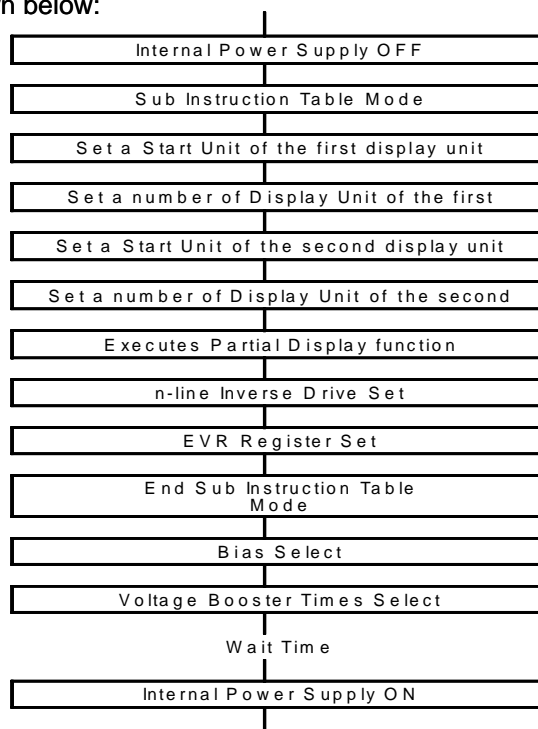 n below:
Internal Power Supply OFF
Sub Instruction Table Mode
Set a Start Unit of the first display unit
Set a number of Display Unit of the first
Set a Start Unit of the second display unit
Set a number of Display Unit of the second
Executes Partial Display function
n-line Inverse Drive Set
EVR Register Set
End Sub Instruction Table
Mode
Bias Select
Voltage Booster Times Select
Wait Time
Internal Power Supply ON